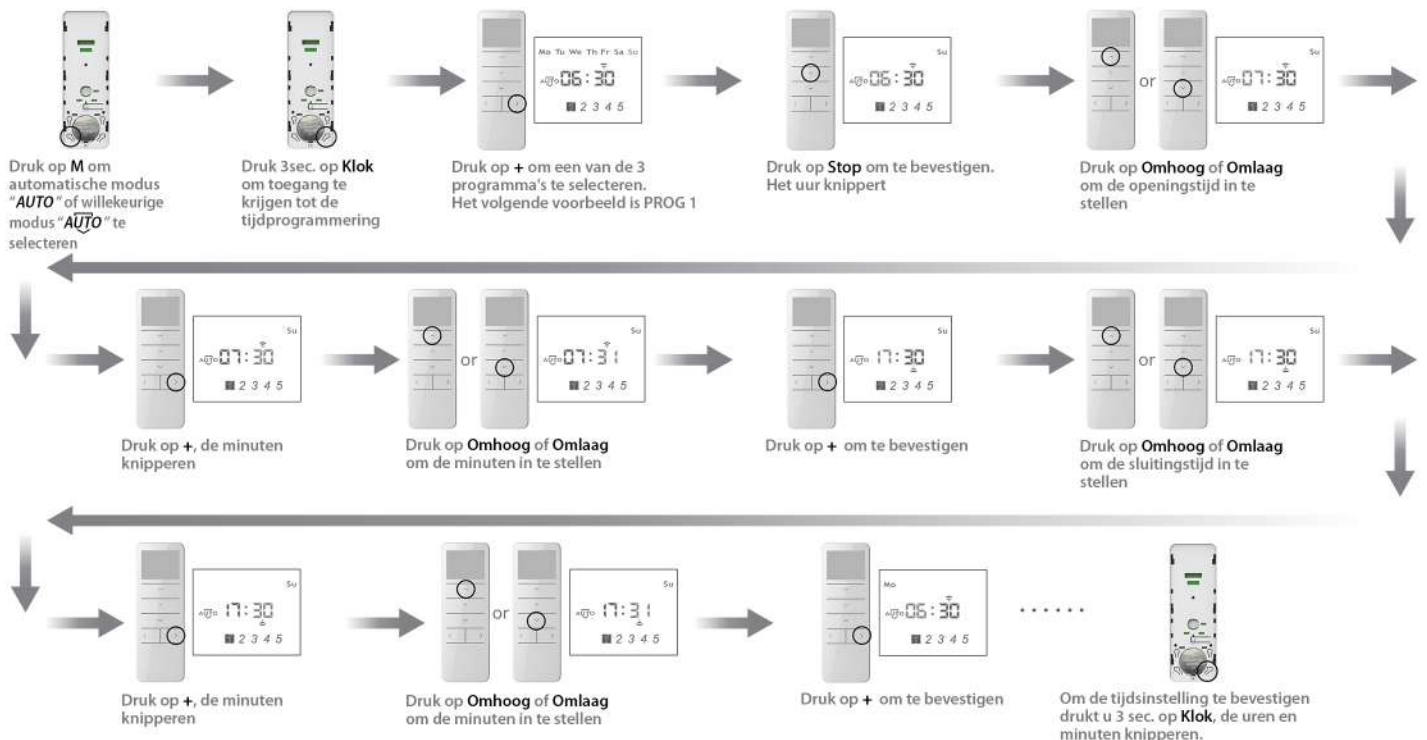 Mo Tu We Th Fr Sa Su
AUTO 06:30
1 2 3 4 5
Su
AUTO 06:30
1 2 3 4 5
or
Su
AUTO 07:30
1 2 3 4 5
Druk op M om
automatische modus
"AUTO" of willekeurige
modus "AUTO" te
selecteren
Druk 3sec. op Klok
om toegang te
krijgen tot de
tijdprogrammering
Druk op + om een van de 3
programma's te selecteren.
Het volgende voorbeeld is PROG 1
Druk op Stop om te bevestigen.
Het uur knippert
Druk op Omhoog of Omlaag
om de openingstijd in te
stellen
Su
AUTO 07:30
1 2 3 4 5
or
Su
AUTO 07:31
1 2 3 4 5
Su
AUTO 17:30
1 2 3 4 5
or
Su
AUTO 17:30
1 2 3 4 5
Druk op +, de minuten
knipperen
Druk op Omhoog of Omlaag
om de minuten in te stellen
Druk op + om te bevestigen
Druk op Omhoog of Omlaag
om de sluitingstijd in te
stellen
Su
AUTO 17:30
1 2 3 4 5
or
Su
AUTO 17:31
1 2 3 4 5
Mo
AUTO 06:30
1 2 3 4 5
......
Druk op +, de minuten
knipperen
Druk op Omhoog of Omlaag
om de minuten in te stellen
Druk op + om te bevestigen
Om de tijdsinstelling te bevestigen
drukt u 3 sec. op Klok, de uren en
minuten knipperen.